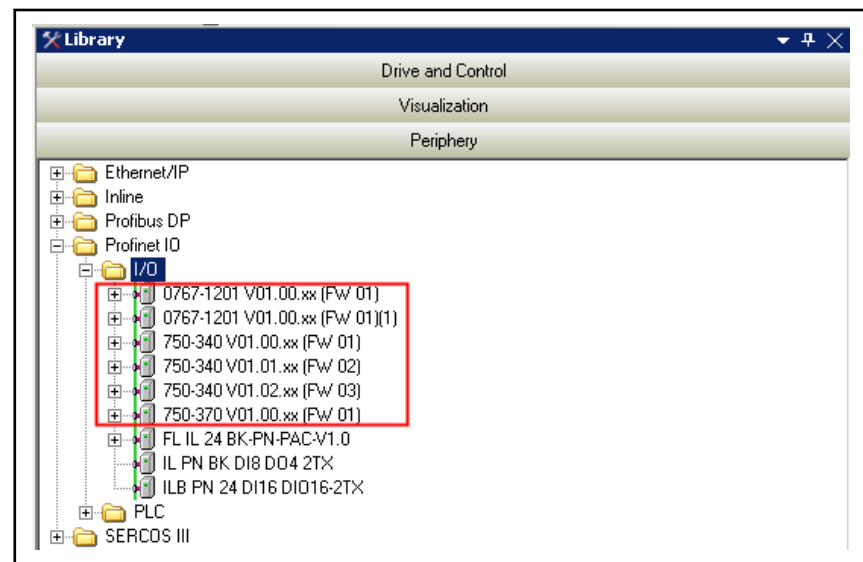 Library
Drive and Control
Visualization
Periphery
Ethernet/IP
Inline
Profibus DP
Profinet IO
I/O
0767-1201 V01.00.xx (FW 01)
0767-1201 V01.00.xx (FW 01)(1)
750-340 V01.00.xx (FW 01)
750-340 V01.01.xx (FW 02)
750-340 V01.02.xx (FW 03)
750-370 V01.00.xx (FW 01)
FL IL 24 BK-PN-PAC-V1.0
IL PN BK DI8 DO4 2TX
ILB PN 24 DI16 DIO16-2TX
PLC
SERCOS III